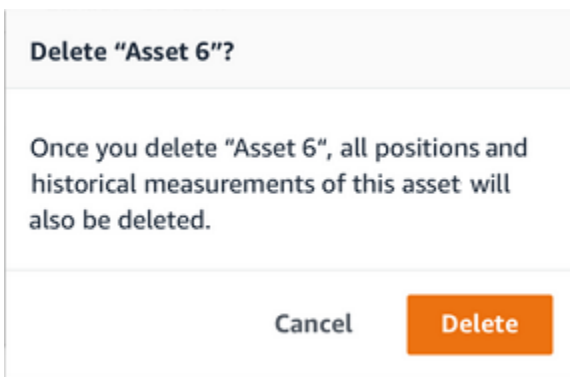 Delete “Asset 6”?
Once you delete “Asset 6“, all positions and
historical measurements of this asset will
also be deleted.
Cancel
Delete